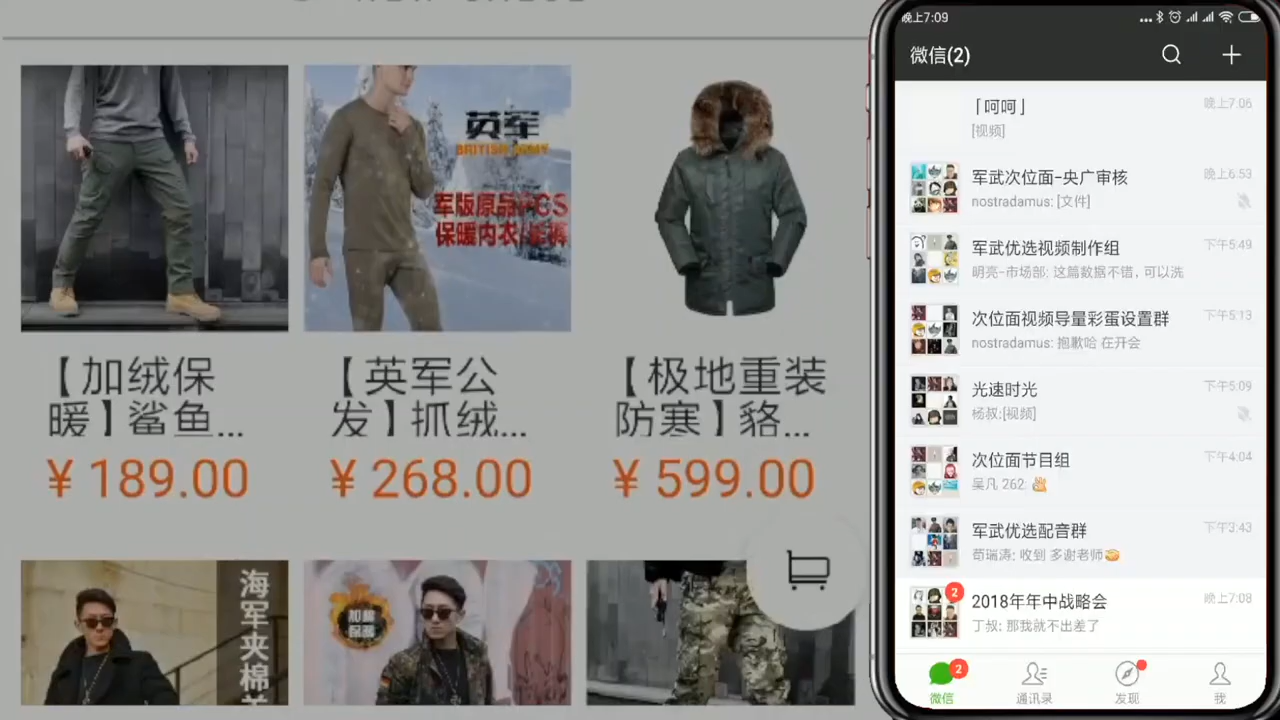 英军
BRITISH ARMY
军版原品PCS
保暖内衣/套裤
【加绒保
暖】鲨鱼...
¥ 189.00
【英军公
发】抓绒...
¥ 268.00
【极地重装
防寒】貉...
¥ 599.00
海军夹棉
加棉
保暖
晚上7:09
微信(2)
「呵呵」
晚上7:06
[视频]
军武次位面-央广审核
晚上6:53
nostradamus: [文件]
军武优选视频制作组
下午5:49
明亮-市场部: 这篇数据不错，可以洗
次位面视频导量彩蛋设置群
下午5:13
nostradamus: 抱歉哈 在开会
光速时光
下午5:09
杨叔:[视频]
次位面节目组
下午4:04
吴凡 262:
军武优选配音群
下午3:43
荀瑞涛: 收到 多谢老师
2
2018年年中战略会
晚上7:08
丁叔: 那我就不出差了
2
微信
通讯录
发现
我